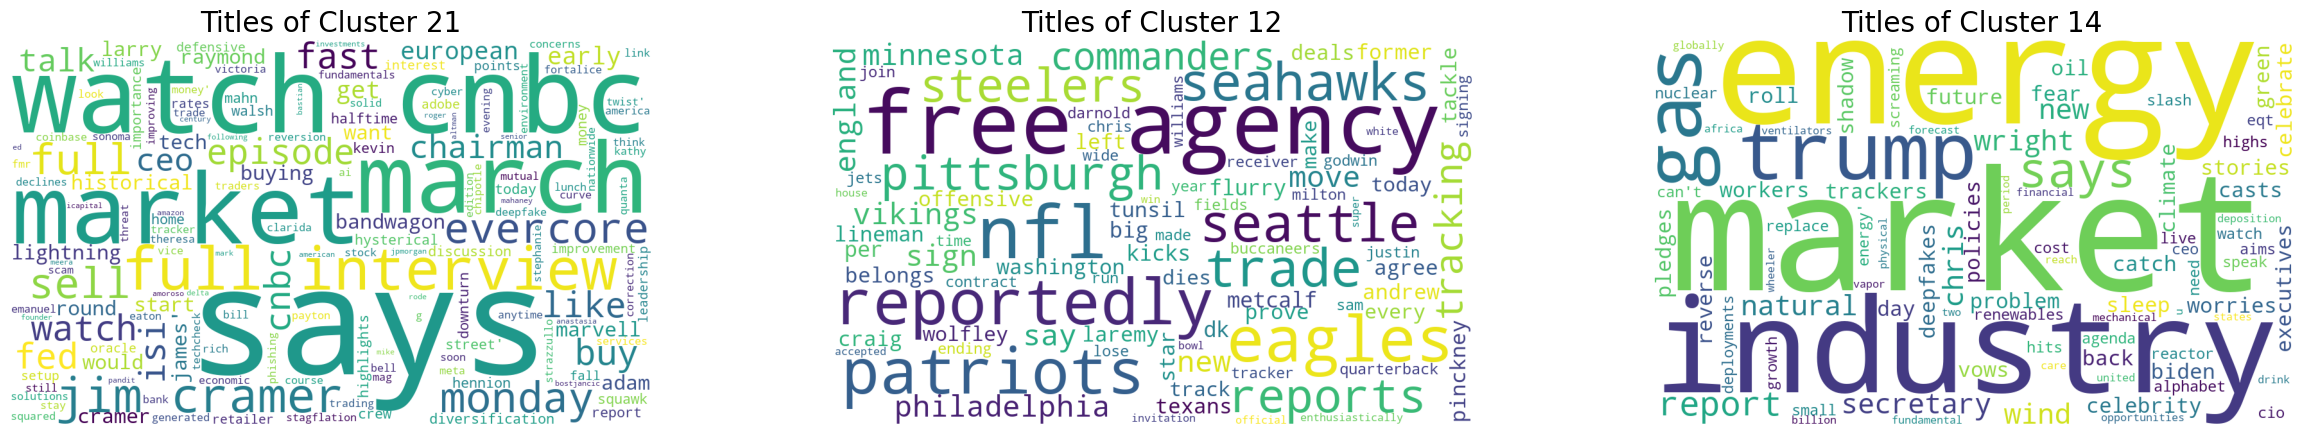 Titles of Cluster 21
talk larry defensive fast european concerns early link
williams raymond investments interest points fortalice
victoria fundamentals
watch cnbc
look money' importance improving rates mahn get solid cyber adobe evening environment twist'
trade walsh bastian roger america
century want halftime money
coinbase sonoma tech reversion kevin chairman altman senior nationwide think
ed full ceo episode following ai march kathy
fmr buying traders mutual edition chipotle lunch
declines historical today curve quanta
market icapital threat amazon home deepfake
tracker bandwagon evercore
theresa clarida hysterical discussion improvement
lightning vice stock jpmorgan stephanie
scam meera mark full interview
sell isi cnbc says like correction leadership
amoroso delta rode downturn anytime
emanuel round start bill g anastasia
founder eaton james payton marvell
watch techcheck highlights street'
fed oracle rich strazzullo services
would phishing soon mike buy
setup pandit meta bell fall adam
still economic course mag bostjancic
solutions bank jim cramer hennion monday squawk
stay trading crew report
squared cramer generated retailer stagflation diversification
Titles of Cluster 12
england minnesota commanders deals former
join steelers seahawks tackle signing
free agency
darnold williams white
chris left make
pittsburgh wide receiver godwin tracking
jets move
house offensive year flurry milton today
vikings nfl win fields super
lineman time tunsil seattle
per sign big made buccaneers
washington kicks trade justin
belongs contract run dies agree
reportedly metcalf andrew
sam every
craig wolfley say laremy dk prove
accepted ending lose star eagles pinckney
patriots bowl new quarterback
tracker reports
track
philadelphia texans
invitation official enthusiastically
Titles of Cluster 14
globally energy
gas nuclear roll shadow screaming oil green
future fear new slash celebrate
africa ventilators forecast eqt
trump wright highs
can't says stories
pledges workers trackers climate casts
policies period financial
market replace energy' physical deposition
chris cost live watch
reach ceo aims executives
wheeler catch need speak
reverse deployments vapor deepfakes
natural problem sleep worries
day renewables two mechanical u states
industry growth hits agenda reactor
care back biden
vows united alphabet drink
report small secretary wind celebrity cio
billion fundamental opportunities